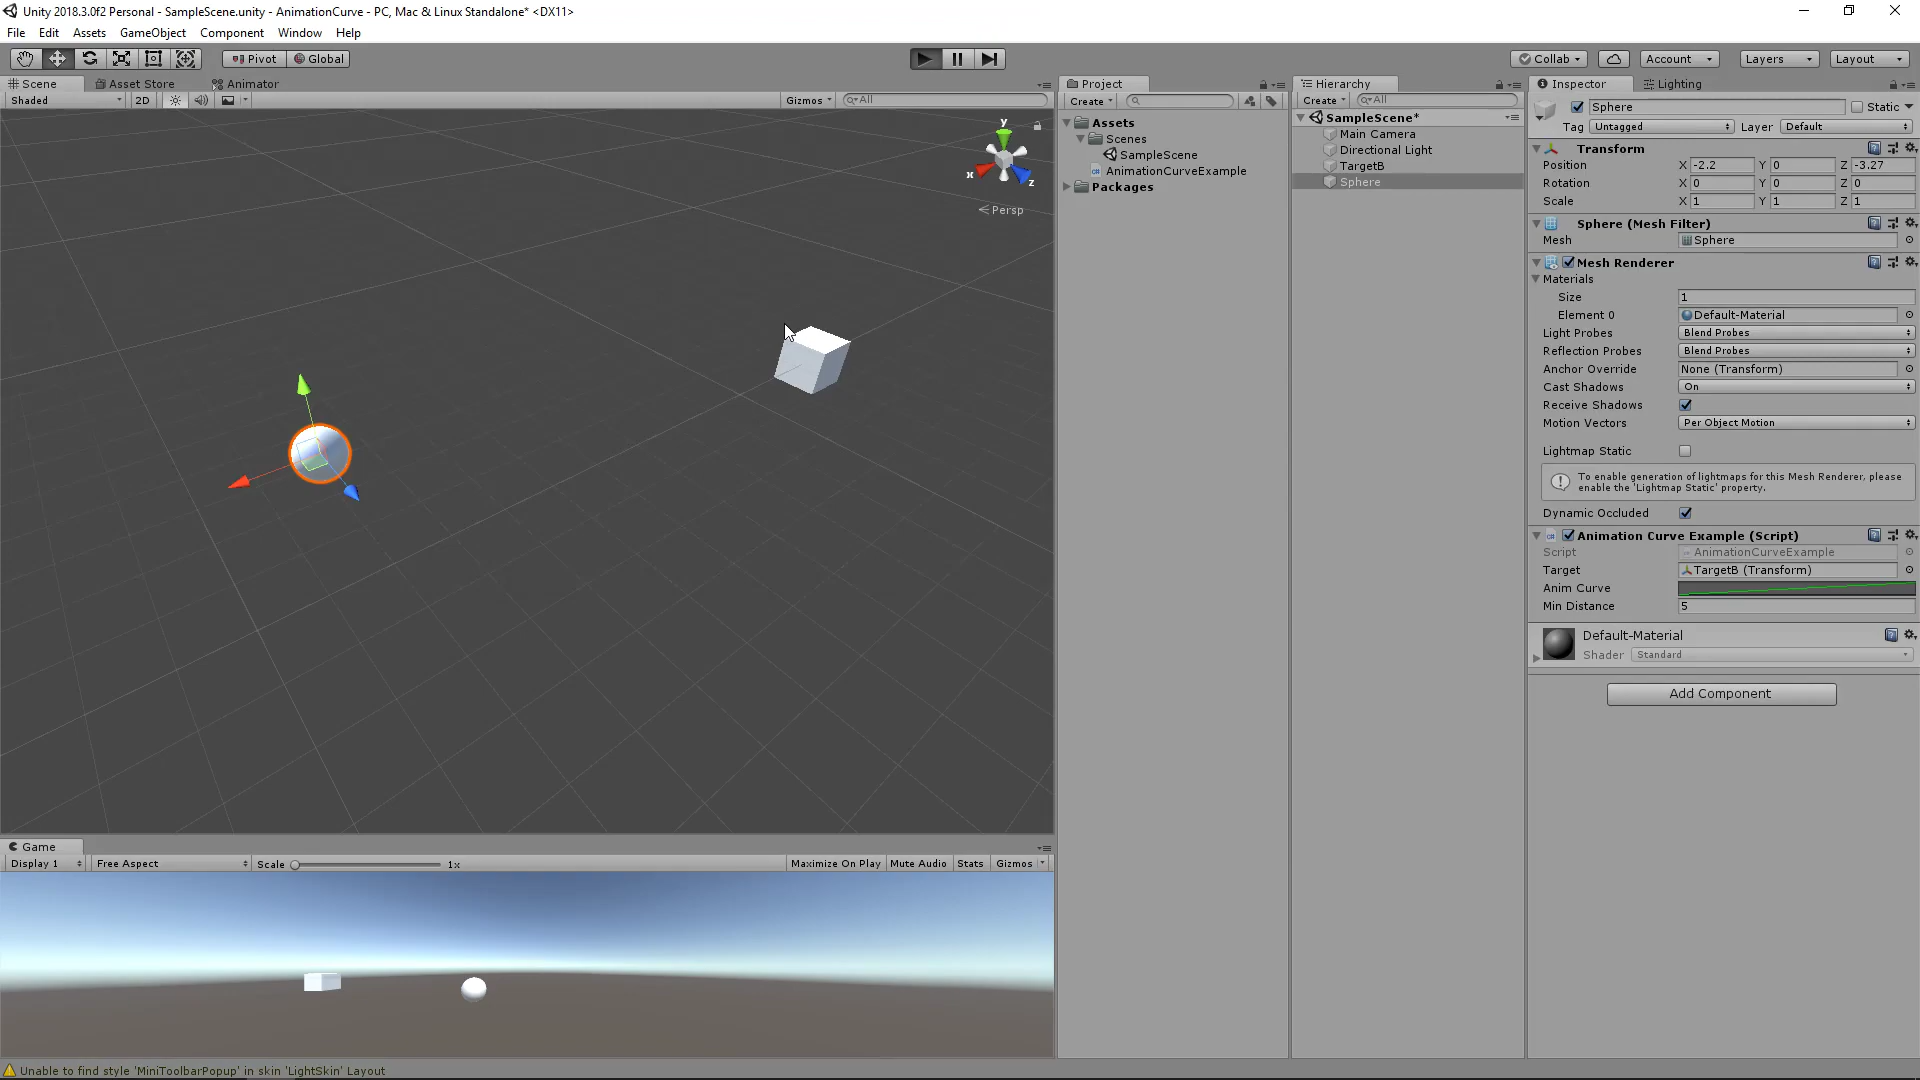 Unity 2018.3.0f2 Personal - SampleScene.unity - AnimationCurve - PC, Mac & Linux Standalone* <DX11>
File Edit Assets GameObject Component Window Help
Pivot Global Collab Account Layers Layout
Scene Asset Store Animator
Shaded 2D Gizmos All
y
x
z
Persp
Project
Create
Assets
Scenes
SampleScene
AnimationCurveExample
Packages
Hierarchy
Create All
SampleScene*
Main Camera
Directional Light
TargetB
Sphere
Inspector Lighting
Sphere Static
Tag Untagged Layer Default
Transform
Position X -2.2 Y 0 Z -3.27
Rotation X 0 Y 0 Z 0
Scale X 1 Y 1 Z 1
Sphere (Mesh Filter)
Mesh Sphere
Mesh Renderer
Materials
Size 1
Element 0 Default-Material
Light Probes Blend Probes
Reflection Probes Blend Probes
Anchor Override None (Transform)
Cast Shadows On
Receive Shadows
Motion Vectors Per Object Motion
Lightmap Static
To enable generation of lightmaps for this Mesh Renderer, please
enable the 'Lightmap Static' property.
Dynamic Occluded
Animation Curve Example (Script)
Script AnimationCurveExample
Target TargetB (Transform)
Anim Curve
Min Distance 5
Default-Material
Shader Standard
Add Component
Game
Display 1 Free Aspect Scale 1x Maximize On Play Mute Audio Stats Gizmos
Unable to find style 'MiniToolbarPopup' in skin 'LightSkin' Layout